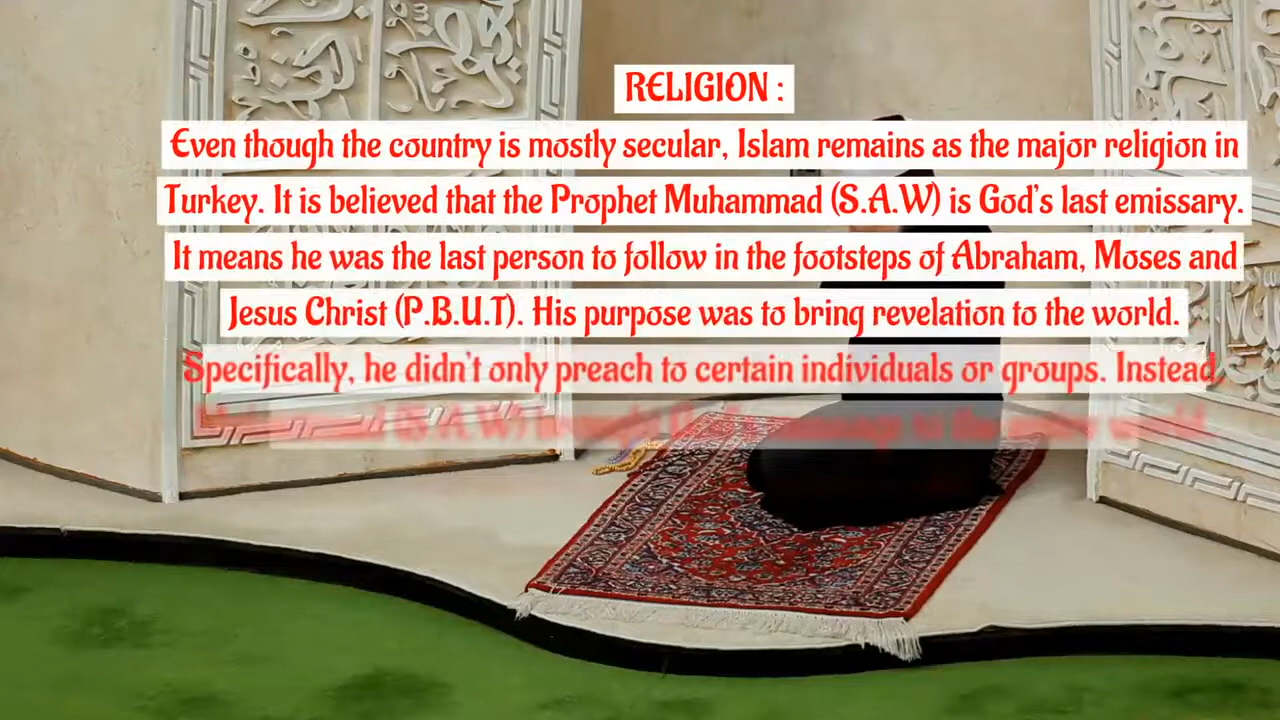 RELIGION :
Even though the country is mostly secular, Islam remains as the major religion in
Turkey. It is believed that the Prophet Muhammad (S.A.W) is God's last emissary.
It means he was the last person to follow in the footsteps of Abraham, Moses and
Jesus Christ (P.B.U.T). His purpose was to bring revelation to the world.
Specifically, he didn't only preach to certain individuals or groups. Instead,
(S.A.W) to the world